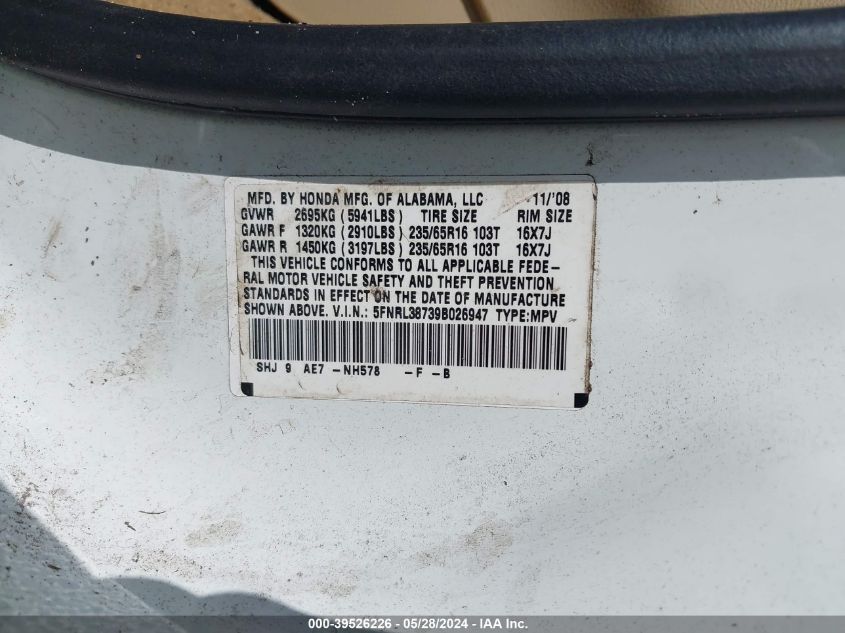 MFD. BY HONDA MFG. OF ALABAMA, LLC 11/'08
GVWR 2695KG (5941LBS) TIRE SIZE RIM SIZE
GAWR F 1320KG (2910LBS) 235/65R16 103T 16X7J
GAWR R 1450KG (3197LBS) 235/65R16 103T 16X7J
THIS VEHICLE CONFORMS TO ALL APPLICABLE FEDE-
RAL MOTOR VEHICLE SAFETY AND THEFT PREVENTION
STANDARDS IN EFFECT ON THE DATE OF MANUFACTURE
SHOWN ABOVE. V.I.N.: 5FNRL38739B026947 TYPE:MPV
SHJ 9 AE7 -NH578 -F -B
000-39526226 - 05/28/2024 - IAA Inc.